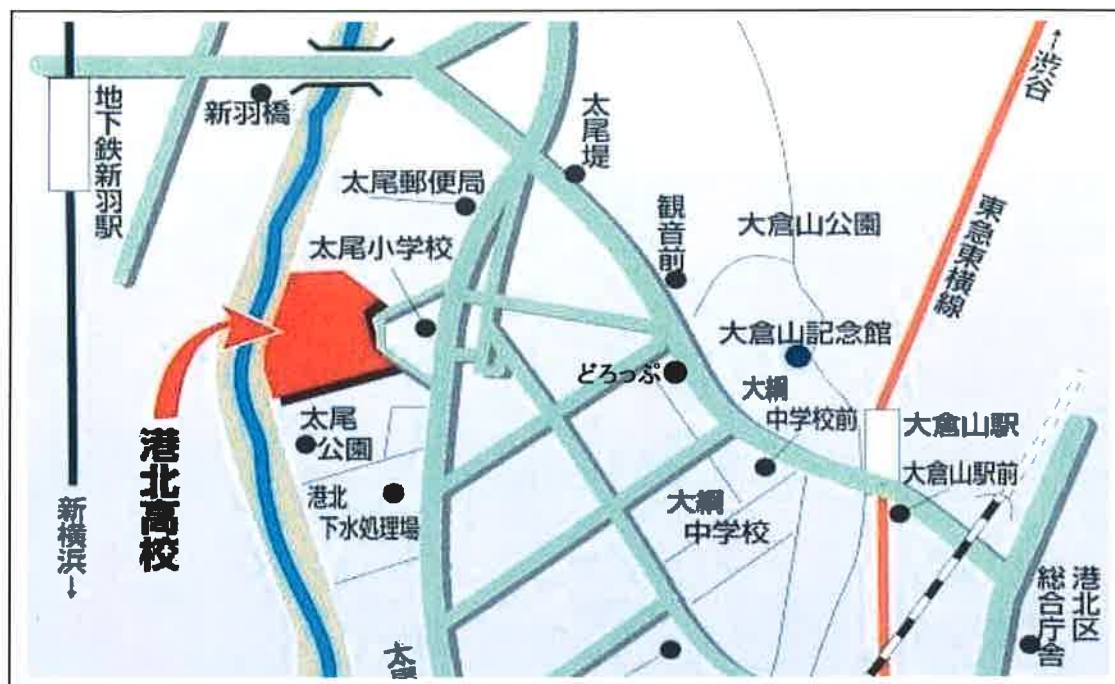 ←渋谷
地下鉄新羽駅
新羽橋
太尾堤
太尾郵便局
観音前
大倉山公園
東急東横線
太尾小学校
大倉山記念館
どろっぷ
大綱
中学校前
港北高校
太尾
公園
大倉山駅
大倉山駅前
港北
下水処理場
大綱
中学校
新横浜→
港北区
総合庁舎
太